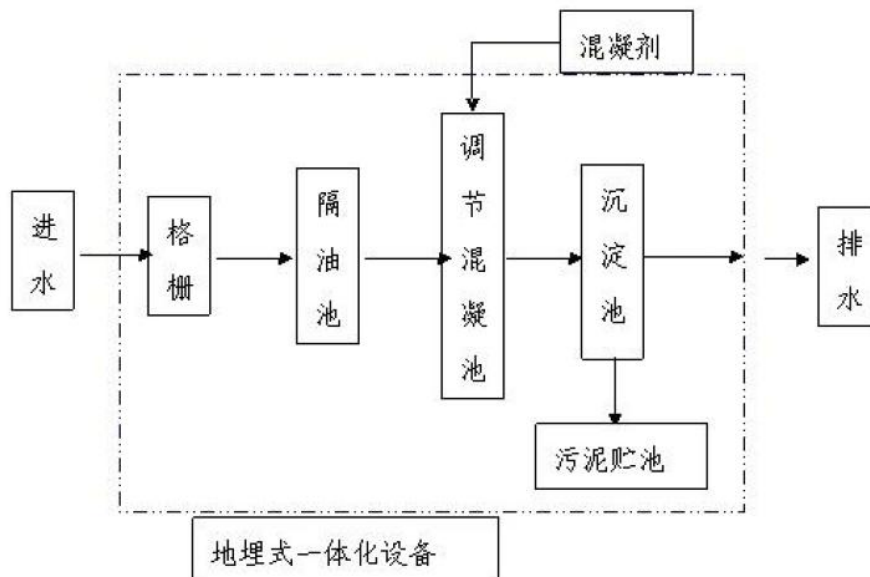 混凝剂
进水
格栅
隔油池
调节混凝池
沉淀池
排水
污泥贮池
地埋式一体化设备